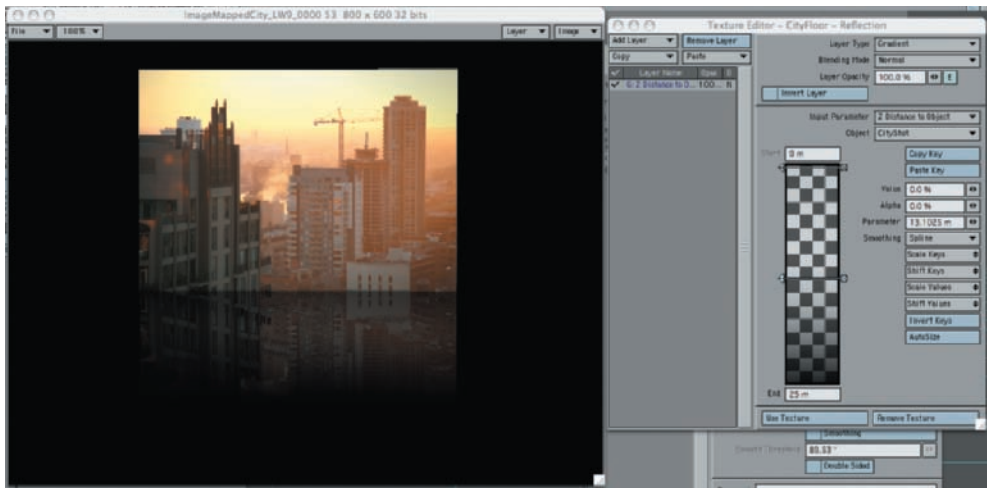 ImageMappedCity_LW9_0000 53 800 x 600 32 bits
File 100% Layer Image
Texture Editor - CityFloor - Reflection
Add Layer Remove Layer
Copy Paste
Layer Name Opa
G: Z Distance to O... 100...
Layer Type Gradient
Blending Mode Normal
Layer Opacity 100.0 % E
Invert Layer
Input Parameter Z Distance to Object
Object CityShot
Start 0 m
Copy Key
Paste Key
Value 0.0 %
Alpha 0.0 %
Parameter 13.1025 m
Smoothing Spline
Scale Keys
Shift Keys
Scale Values
Shift Values
Invert Keys
AutoSize
End 25 m
Use Texture Remove Texture
Smoothing
Double Sided